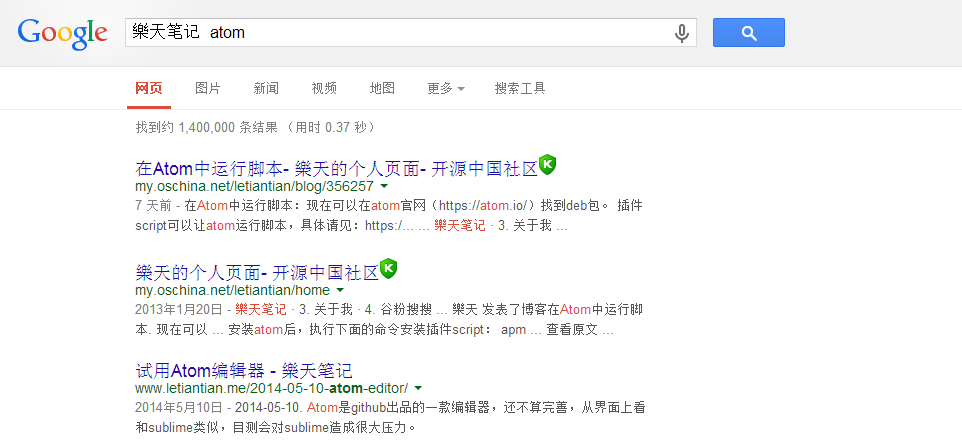 Google 樂天笔记 atom
网页 图片 新闻 视频 地图 更多 搜索工具
找到约 1,400,000 条结果 （用时 0.37 秒）
在Atom中运行脚本- 樂天的个人页面- 开源中国社区 K
my.oschina.net/letiantian/blog/356257
7 天前 - 在Atom中运行脚本：现在可以在atom官网（https://atom.io/）找到deb包。 插件
script可以让atom运行脚本，具体请见：https:/... ... 樂天笔记 · 3. 关于我 ...
樂天的个人页面- 开源中国社区 K
my.oschina.net/letiantian/home
2013年1月20日 - 樂天笔记 · 3. 关于我 · 4. 谷粉搜搜 ... 樂天 发表了博客在Atom中运行脚
本. 现在可以 ... 安装atom后，执行下面的命令安装插件script： apm ... 查看原文 ...
试用Atom编辑器 - 樂天笔记
www.letiantian.me/2014-05-10-atom-editor/
2014年5月10日 - 2014-05-10. Atom是github出品的一款编辑器，还不算完善，从界面上看
和sublime类似，目测会对sublime造成很大压力。